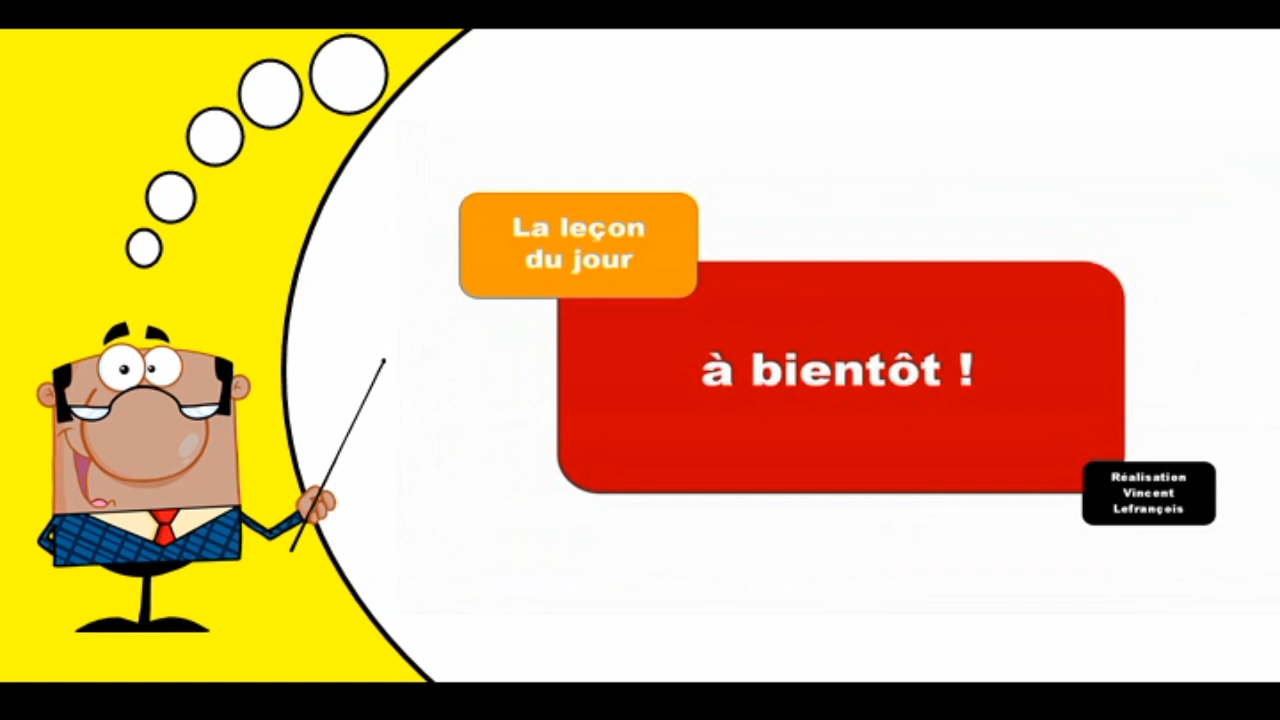 La leçon
du jour
à bientôt !
Réalisation
Vincent
Lefrançois